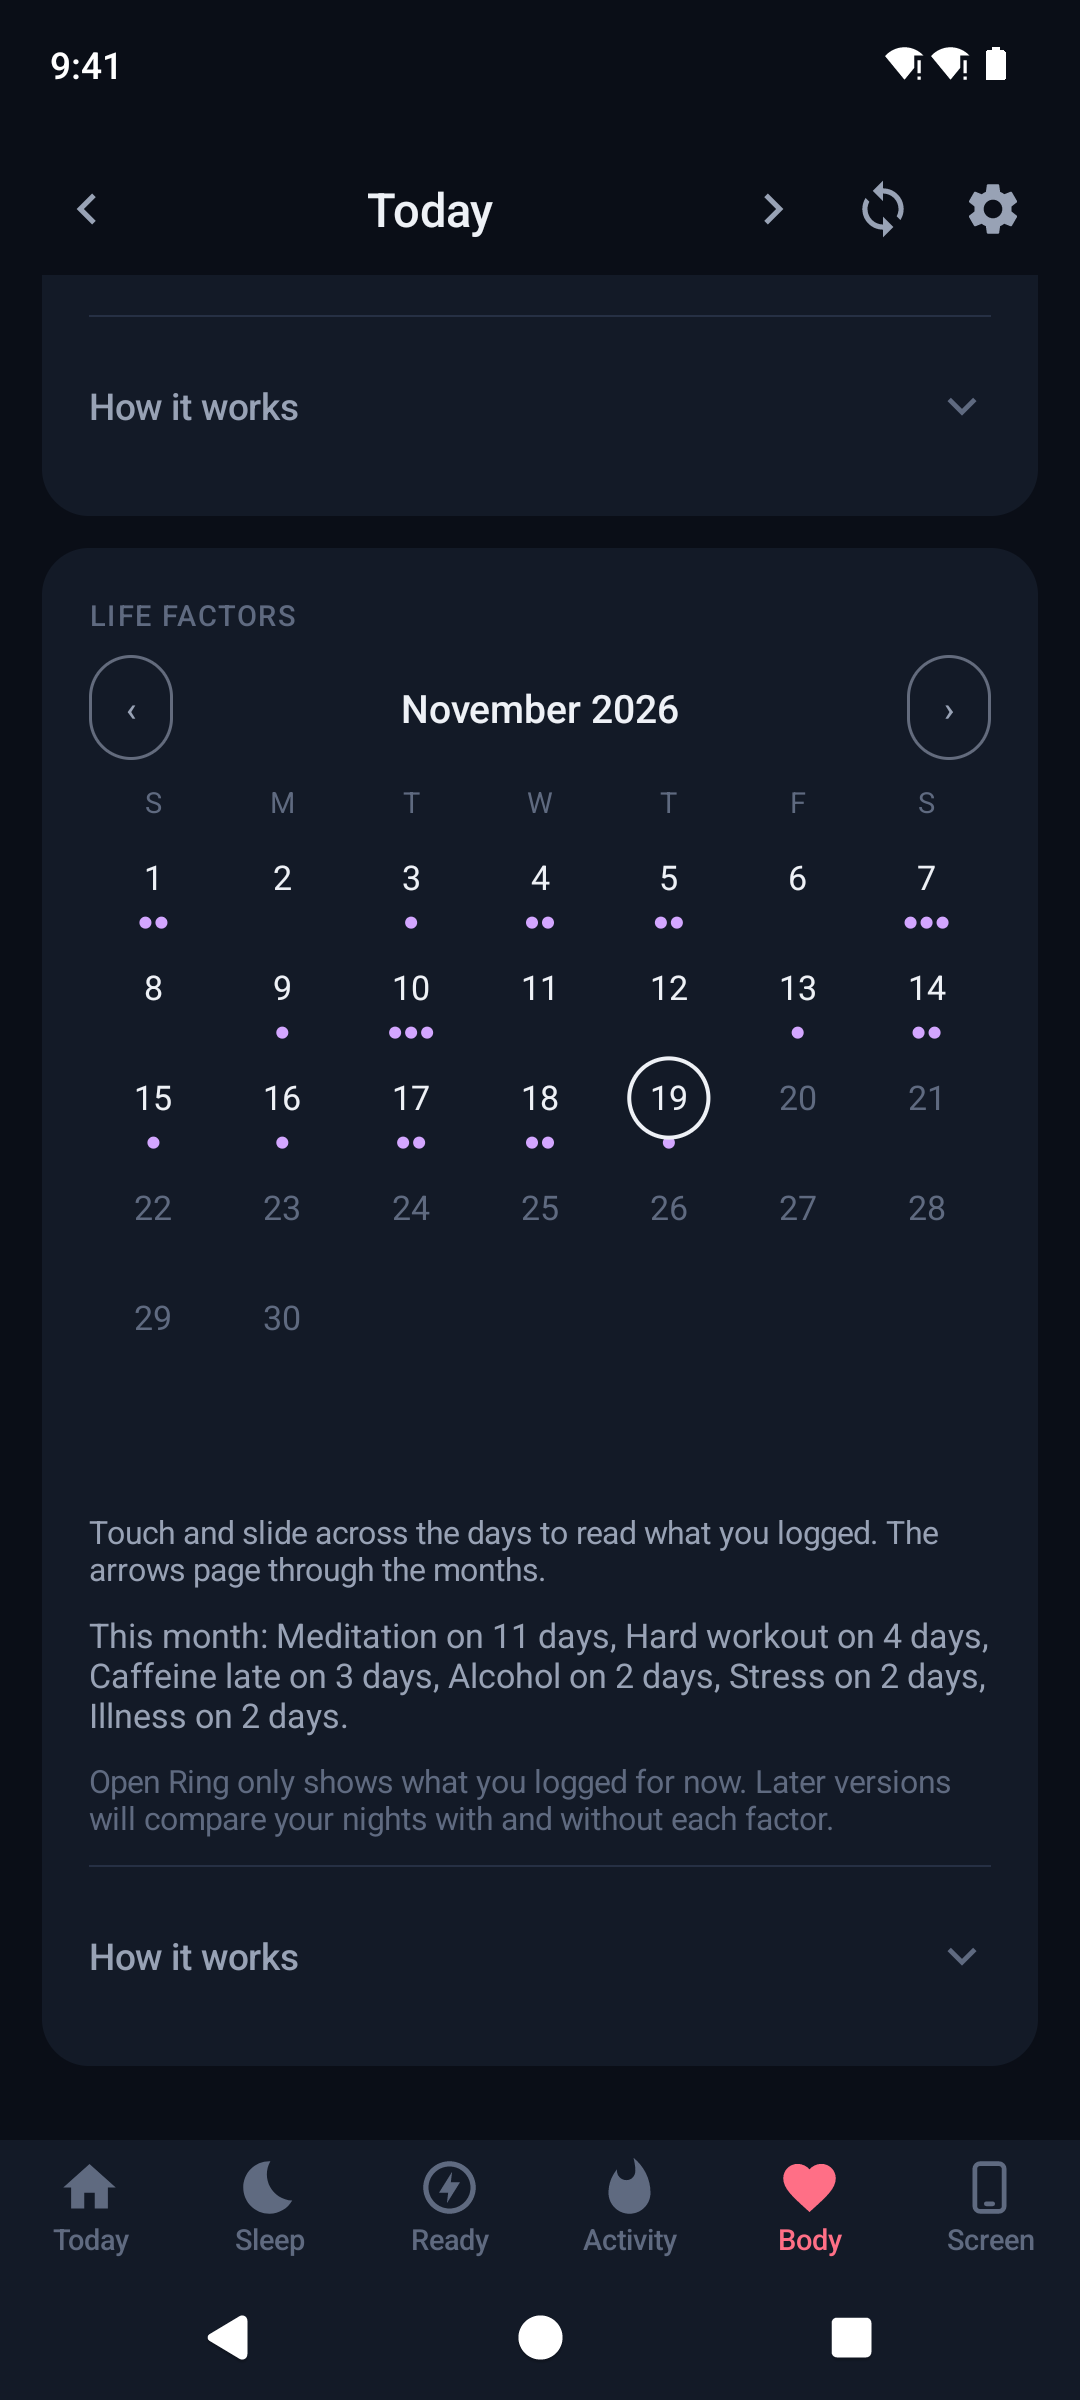 9:41
Today
How it works
LIFE FACTORS
‹ November 2026 ›
S M T W T F S
1 2 3 4 5 6 7
8 9 10 11 12 13 14
15 16 17 18 19 20 21
22 23 24 25 26 27 28
29 30
Touch and slide across the days to read what you logged. The
arrows page through the months.
This month: Meditation on 11 days, Hard workout on 4 days,
Caffeine late on 3 days, Alcohol on 2 days, Stress on 2 days,
Illness on 2 days.
Open Ring only shows what you logged for now. Later versions
will compare your nights with and without each factor.
How it works
Today Sleep Ready Activity Body Screen